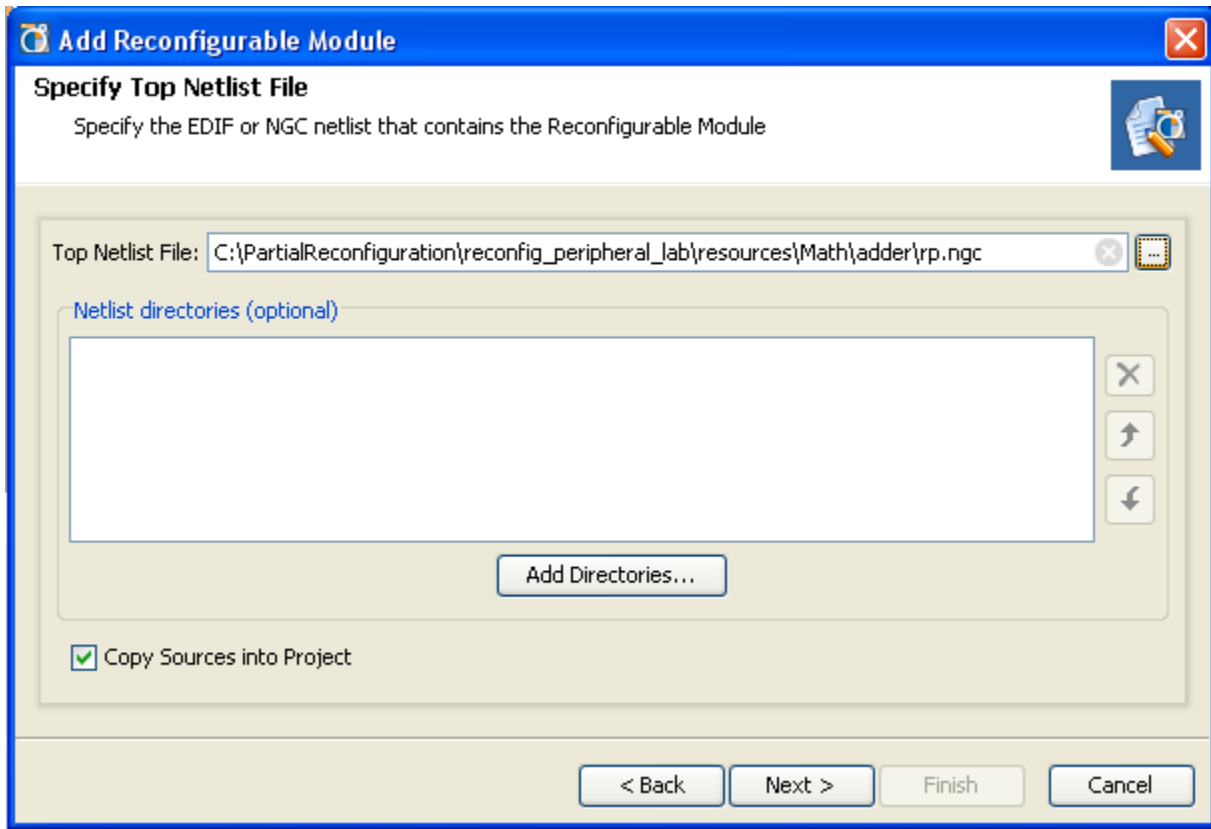 Add Reconfigurable Module
Specify Top Netlist File
Specify the EDIF or NGC netlist that contains the Reconfigurable Module
Top Netlist File: C:\PartialReconfiguration\reconfig_peripheral_lab\resources\Math\adder\rp.ngc ...
Netlist directories (optional)
Add Directories...
Copy Sources into Project
< Back Next > Finish Cancel